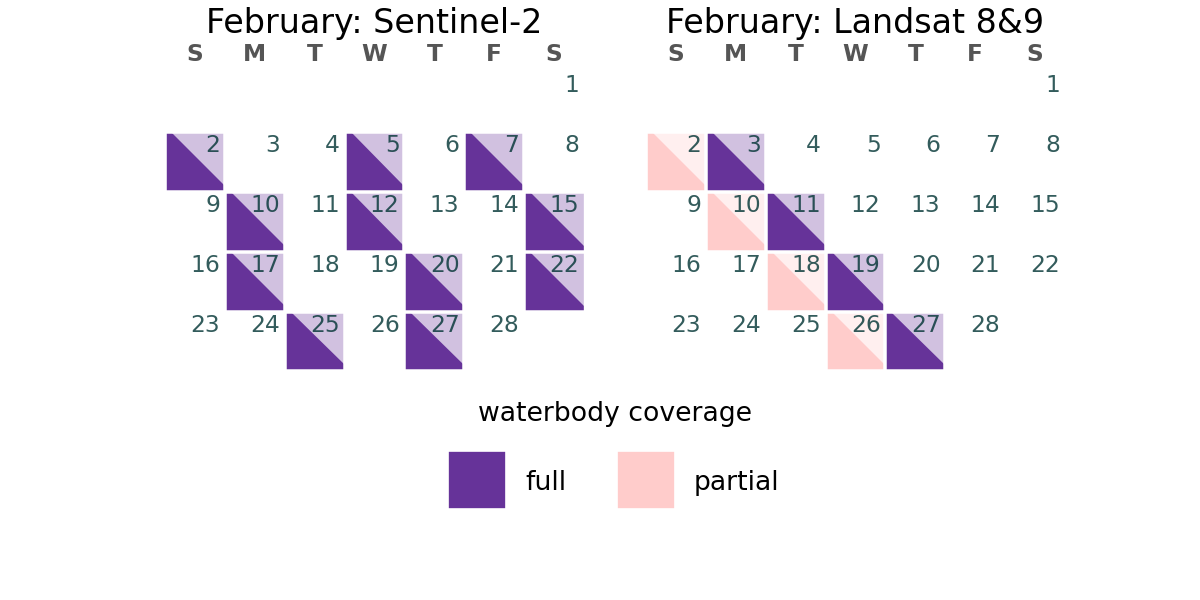 February: Sentinel-2
S M T W T F S
1
2 3 4 5 6 7 8
9 10 11 12 13 14 15
16 17 18 19 20 21 22
23 24 25 26 27 28
February: Landsat 8&9
S M T W T F S
1
2 3 4 5 6 7 8
9 10 11 12 13 14 15
16 17 18 19 20 21 22
23 24 25 26 27 28
waterbody coverage
full partial